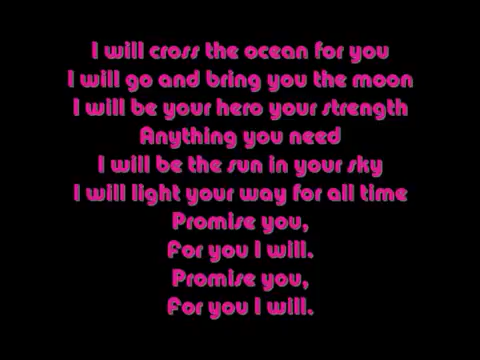 I will cross the ocean for you
I will go and bring you the moon
I will be your hero your strength
Anything you need
I will be the sun in your sky
I will light your way for all time
Promise you,
For you I will.
Promise you,
For you I will.